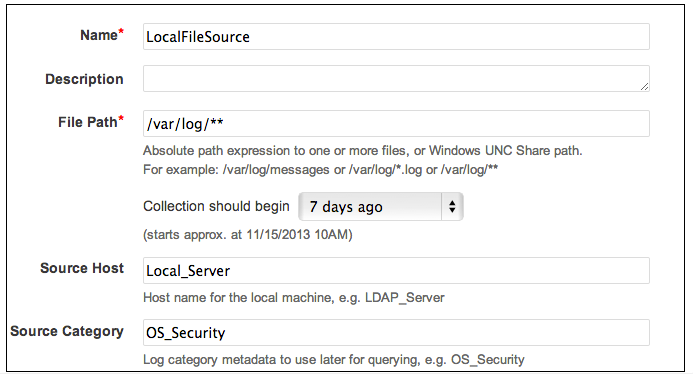 Name* LocalFileSource
Description
File Path* /var/log/**
Absolute path expression to one or more files, or Windows UNC Share path.
For example: /var/log/messages or /var/log/*.log or /var/log/**
Collection should begin 7 days ago
(starts approx. at 11/15/2013 10AM)
Source Host Local_Server
Host name for the local machine, e.g. LDAP_Server
Source Category OS_Security
Log category metadata to use later for querying, e.g. OS_Security